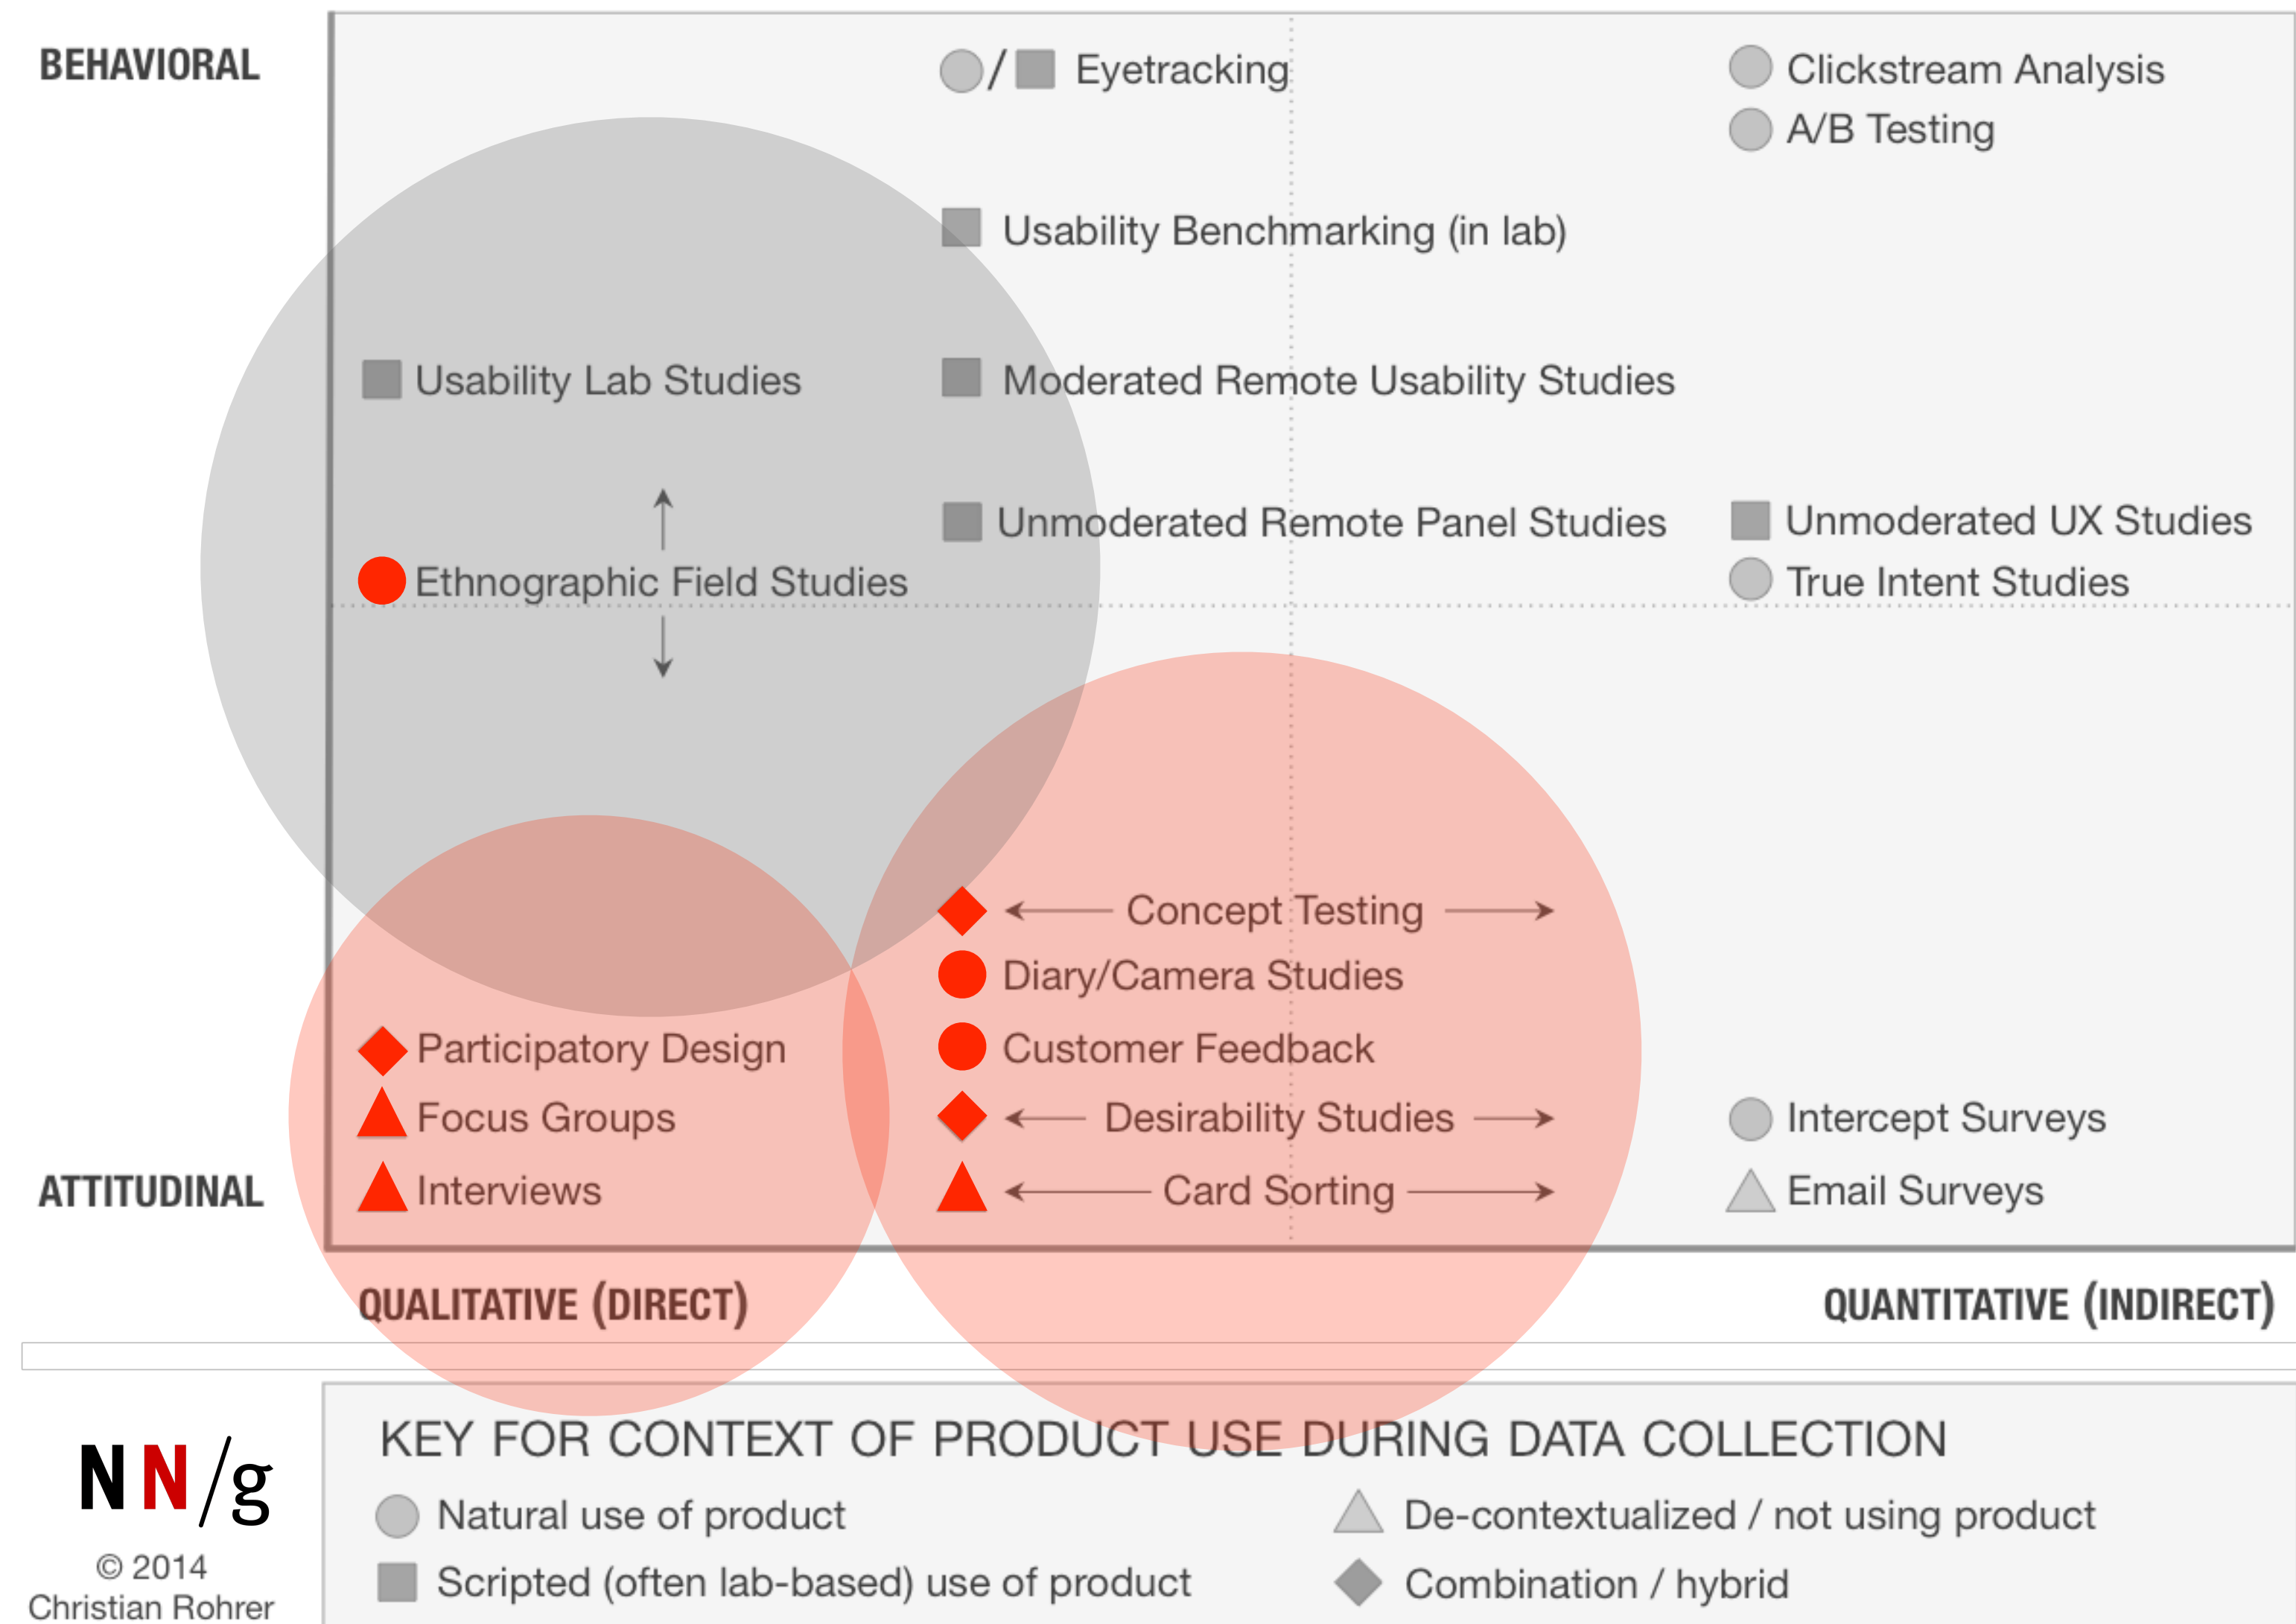 BEHAVIORAL
/ Eyetracking
Clickstream Analysis
A/B Testing
Usability Benchmarking (in lab)
Usability Lab Studies
Moderated Remote Usability Studies
Unmoderated Remote Panel Studies
Unmoderated UX Studies
Ethnographic Field Studies
True Intent Studies
Concept Testing
Diary/Camera Studies
Participatory Design
Customer Feedback
Focus Groups
Desirability Studies
Intercept Surveys
ATTITUDINAL
Interviews
Card Sorting
Email Surveys
QUALITATIVE (DIRECT)
QUANTITATIVE (INDIRECT)
KEY FOR CONTEXT OF PRODUCT USE DURING DATA COLLECTION
NN/g
Natural use of product
De-contextualized / not using product
© 2014
Scripted (often lab-based) use of product
Combination / hybrid
Christian Rohrer